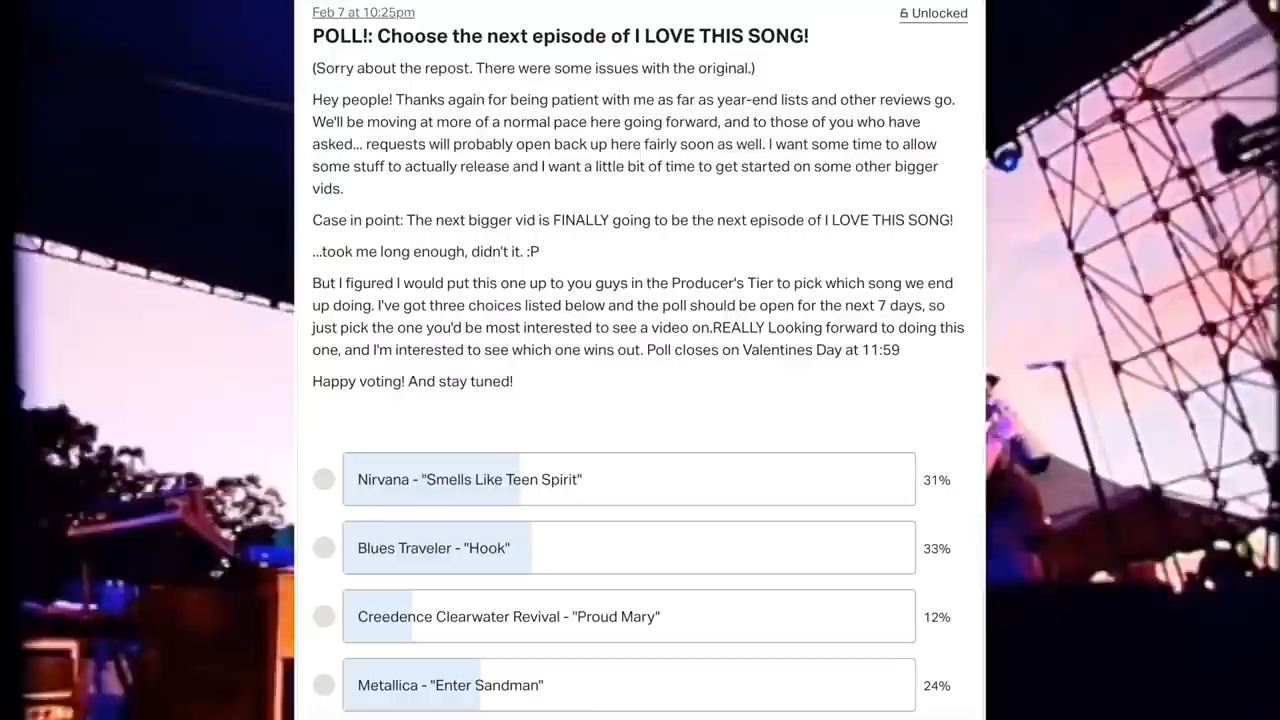 Feb 7 at 10:25pm
Unlocked
POLL!: Choose the next episode of I LOVE THIS SONG!
(Sorry about the repost. There were some issues with the original.)
Hey people! Thanks again for being patient with me as far as year-end lists and other reviews go.
We'll be moving at more of a normal pace here going forward, and to those of you who have
asked... requests will probably open back up here fairly soon as well. I want some time to allow
some stuff to actually release and I want a little bit of time to get started on some other bigger
vids.
Case in point: The next bigger vid is FINALLY going to be the next episode of I LOVE THIS SONG!
...took me long enough, didn't it. :P
But I figured I would put this one up to you guys in the Producer's Tier to pick which song we end
up doing. I've got three choices listed below and the poll should be open for the next 7 days, so
just pick the one you'd be most interested to see a video on.REALLY Looking forward to doing this
one, and I'm interested to see which one wins out. Poll closes on Valentines Day at 11:59
Happy voting! And stay tuned!
Nirvana - "Smells Like Teen Spirit" 31%
Blues Traveler - "Hook" 33%
Creedence Clearwater Revival - "Proud Mary" 12%
Metallica - "Enter Sandman" 24%